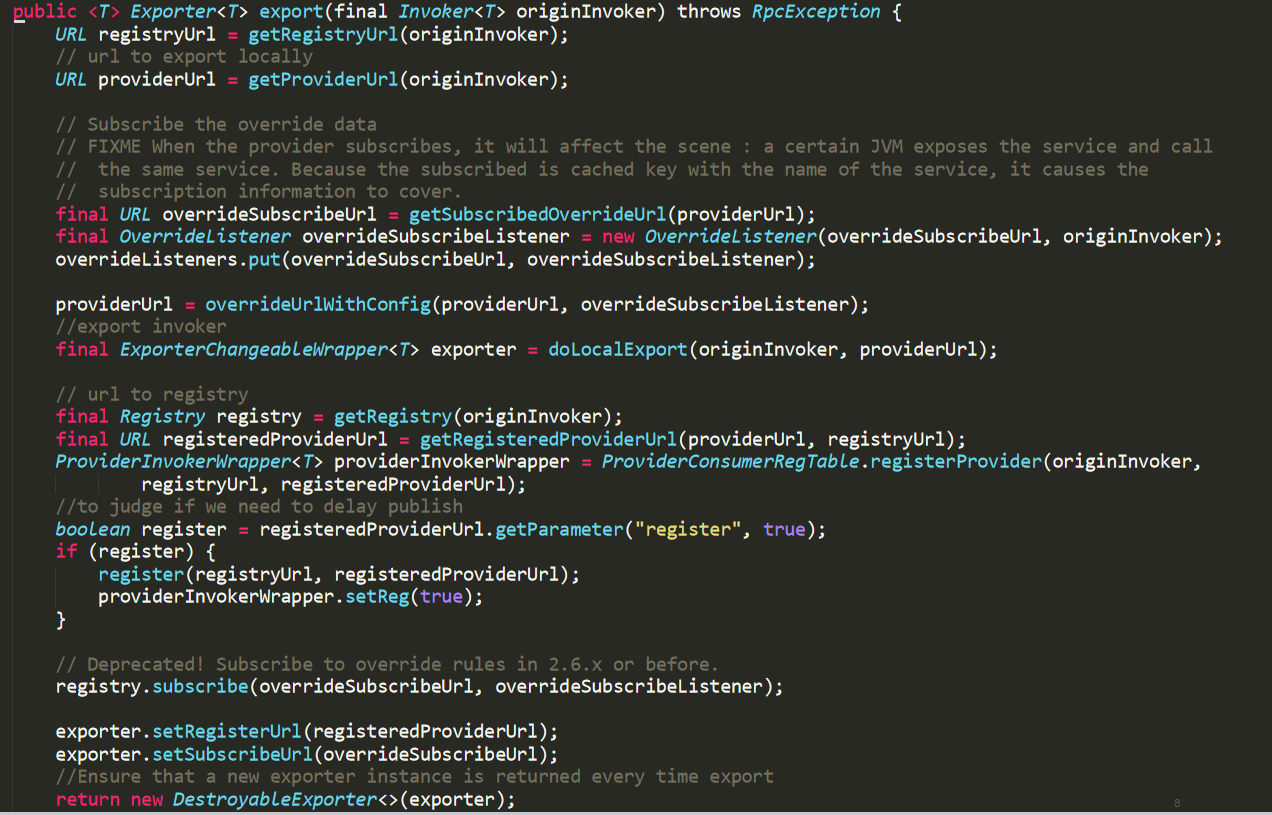 public <T> Exporter<T> export(final Invoker<T> originInvoker) throws RpcException {
    URL registryUrl = getRegistryUrl(originInvoker);
    // url to export locally
    URL providerUrl = getProviderUrl(originInvoker);

    // Subscribe the override data
    // FIXME When the provider subscribes, it will affect the scene : a certain JVM exposes the service and call
    //  the same service. Because the subscribed is cached key with the name of the service, it causes the
    //  subscription information to cover.
    final URL overrideSubscribeUrl = getSubscribedOverrideUrl(providerUrl);
    final OverrideListener overrideSubscribeListener = new OverrideListener(overrideSubscribeUrl, originInvoker);
    overrideListeners.put(overrideSubscribeUrl, overrideSubscribeListener);

    providerUrl = overrideUrlWithConfig(providerUrl, overrideSubscribeListener);
    //export invoker
    final ExporterChangeableWrapper<T> exporter = doLocalExport(originInvoker, providerUrl);

    // url to registry
    final Registry registry = getRegistry(originInvoker);
    final URL registeredProviderUrl = getRegisteredProviderUrl(providerUrl, registryUrl);
    ProviderInvokerWrapper<T> providerInvokerWrapper = ProviderConsumerRegTable.registerProvider(originInvoker,
            registryUrl, registeredProviderUrl);
    //to judge if we need to delay publish
    boolean register = registeredProviderUrl.getParameter("register", true);
    if (register) {
        register(registryUrl, registeredProviderUrl);
        providerInvokerWrapper.setReg(true);
    }

    // Deprecated! Subscribe to override rules in 2.6.x or before.
    registry.subscribe(overrideSubscribeUrl, overrideSubscribeListener);

    exporter.setRegisterUrl(registeredProviderUrl);
    exporter.setSubscribeUrl(overrideSubscribeUrl);
    //Ensure that a new exporter instance is returned every time export
    return new DestroyableExporter<>(exporter);
8